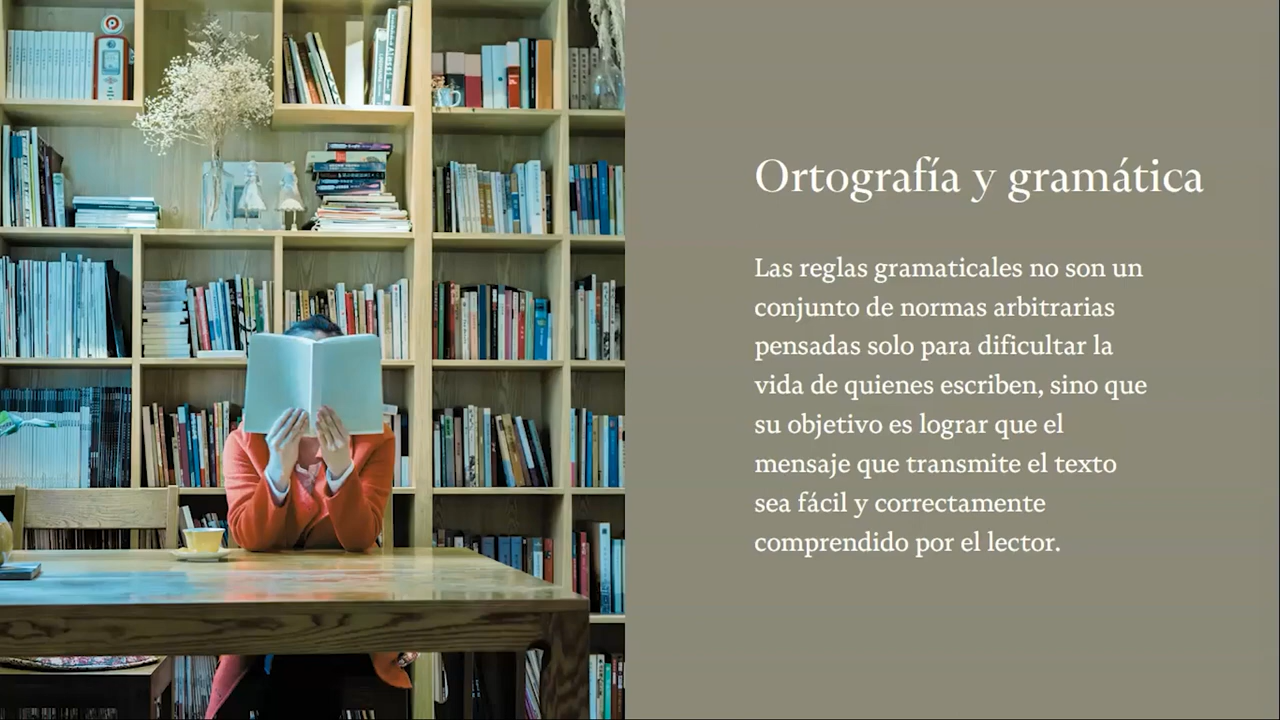 Ortografía y gramática
Las reglas gramaticales no son un
conjunto de normas arbitrarias
pensadas solo para dificultar la
vida de quienes escriben, sino que
su objetivo es lograr que el
mensaje que transmite el texto
sea fácil y correctamente
comprendido por el lector.